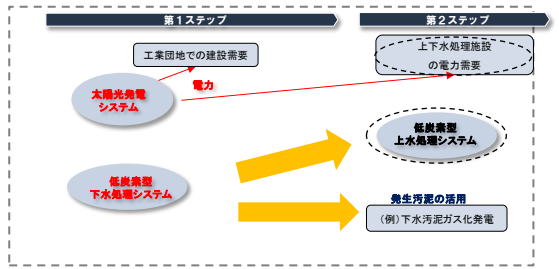 第１ステップ
第２ステップ
工業団地での建設需要
上下水処理施設
の電力需要
太陽光発電
システム
電力
低炭素型
上水処理システム
低炭素型
下水処理システム
発生汚泥の活用
（例）下水汚泥ガス化発電